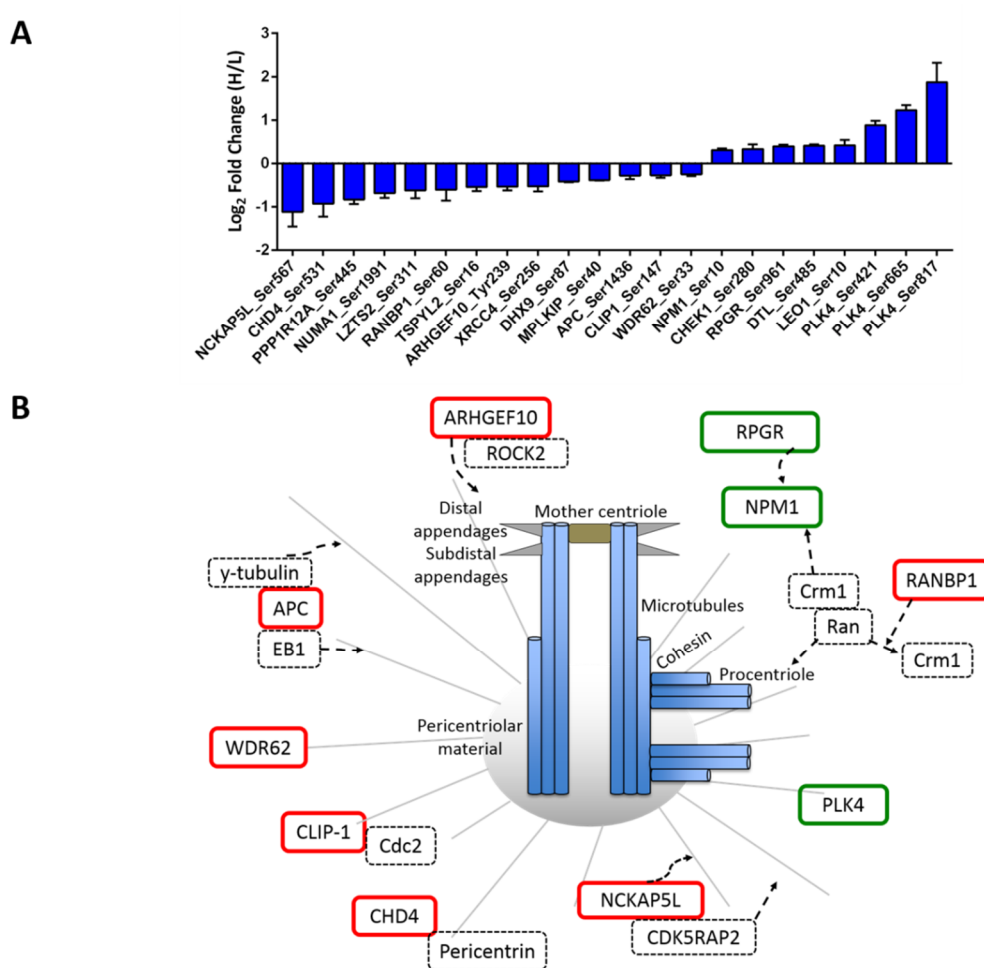 A
Log2 Fold Change (H/L)
3
2
1
0
-1
-2
NCKAP5L_Ser567
CHD4_Ser531
PPP1R12A_Ser445
NUMA1_Ser1991
LZTS2_Ser311
RANBP1_Ser60
TSPYL2_Ser16
ARHGEF10_Tyr239
XRCC4_Ser256
DHX9_Ser87
MPLKIP_Ser40
APC_Ser1436
CLIP1_Ser147
WDR62_Ser33
NPM1_Ser10
CHEK1_Ser280
RPGR_Ser961
DTL_Ser485
LEO1_Ser10
PLK4_Ser421
PLK4_Ser665
PLK4_Ser817
B
ARHGEF10
ROCK2
RPGR
NPM1
Distal
appendages
Subdistal
appendages
Mother centriole
γ-tubulin
APC
EB1
Crm1
Ran
RANBP1
Crm1
Microtubules
Cohesin
Procentriole
Pericentriolar
material
WDR62
PLK4
CLIP-1
Cdc2
NCKAP5L
CDK5RAP2
CHD4
Pericentrin